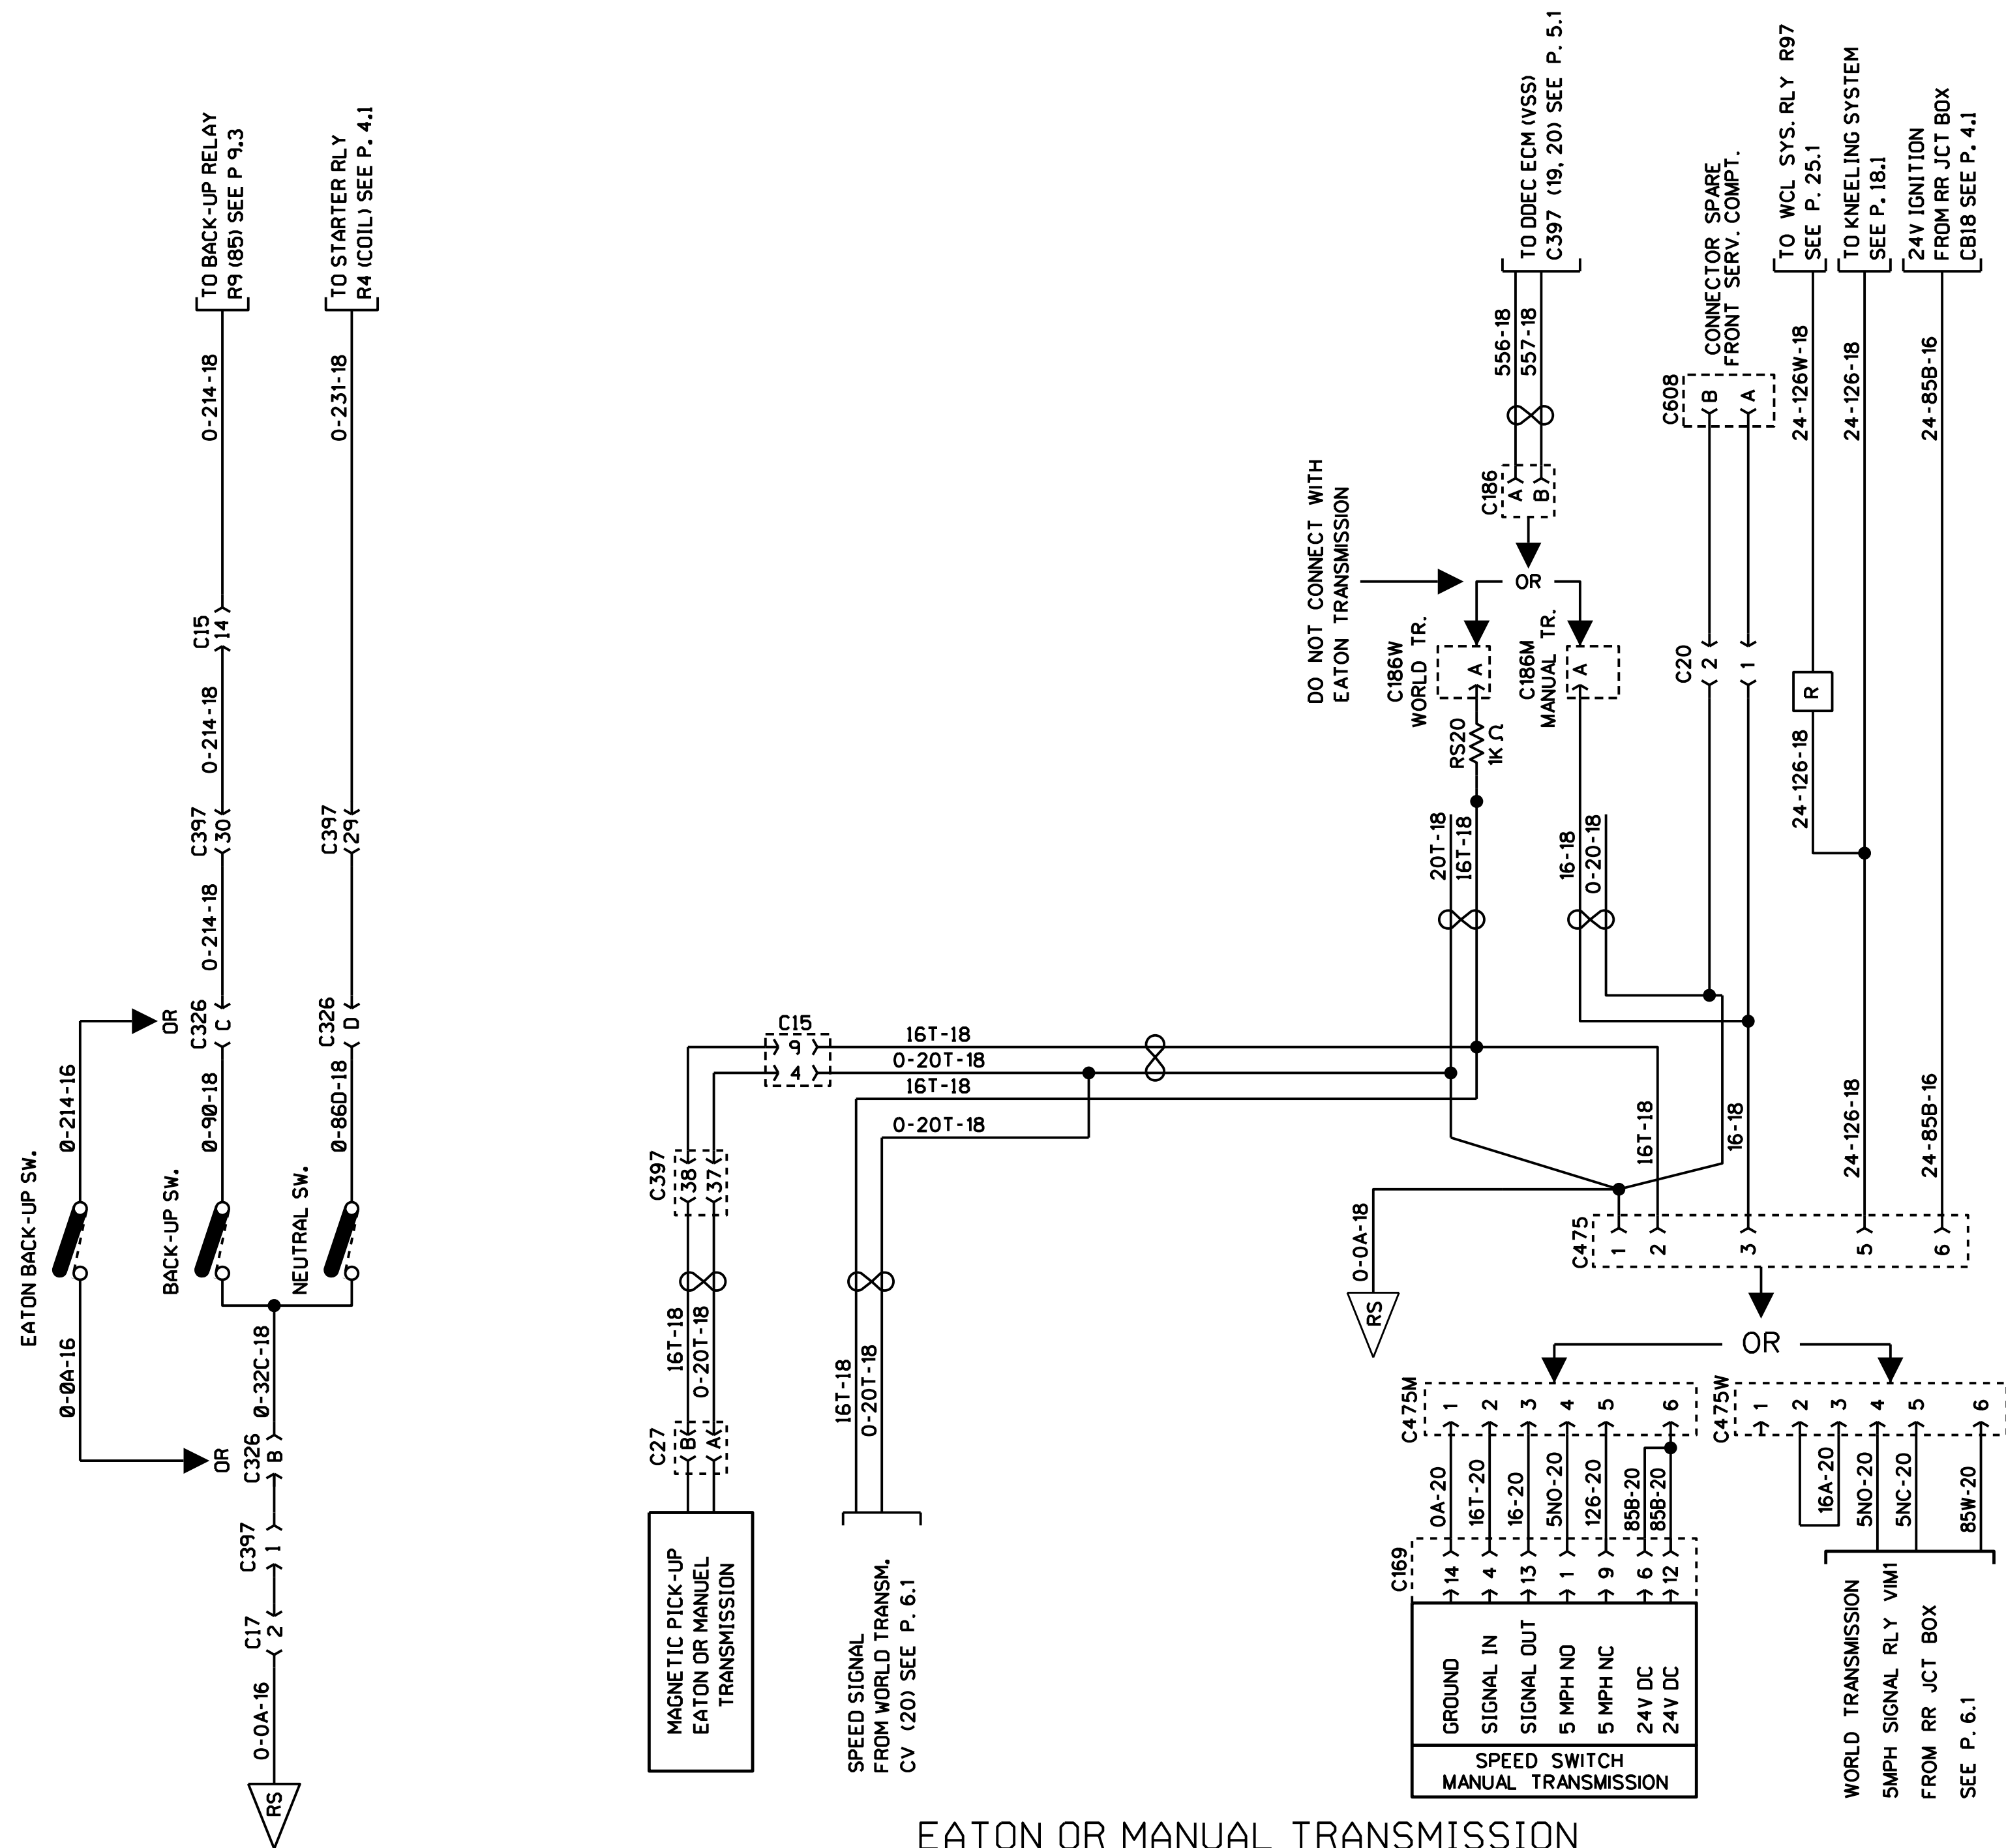 TO BACK-UP RELAY
R9 (85) SEE P 9.3
TO STARTER RLY
R4 (COIL) SEE P. 4.1
0-214-18
0-231-18
C15
14
0-214-18
C397
30
C397
29
0-214-18
OR
C326
C
C326
D
0-214-16
0-90-18
0-86D-18
EATON BACK-UP SW.
BACK-UP SW.
NEUTRAL SW.
0-0A-16
0-32C-18
OR
C326
B
C397
1
C17
2
0-0A-16
RS
TO DDEC ECM (VSS)
C397 (19, 20) SEE P. 5.1
CONNECTOR SPARE
FRONT SERV. COMPT.
TO WCL SYS. RLY R97
SEE P. 25.1
TO KNEELING SYSTEM
SEE P. 18.1
24V IGNITION
FROM RR JCT BOX
CB18 SEE P. 4.1
556-18
557-18
C608
B
A
24-126W-18
24-126-18
24-85B-16
C186
A
B
DO NOT CONNECT WITH
EATON TRANSMISSION
OR
C186W
WORLD TR.
A
C186M
MANUAL TR.
A
C20
2
1
R
RS20
1K Ω
24-126-18
20T-18
16T-18
16-18
0-20-18
C15
9
4
16T-18
0-20T-18
16T-18
0-20T-18
C397
38
37
16T-18
16-18
24-126-18
24-85B-16
0-0A-18
RS
C475
1
2
3
5
6
16T-18
0-20T-18
16T-18
0-20T-18
C27
B
A
OR
C475M
1
2
3
4
5
6
C475W
1
2
3
4
5
6
0A-20
16T-20
16-20
5NO-20
126-20
85B-20
85B-20
16A-20
5NO-20
5NC-20
85W-20
C169
14
4
13
1
9
6
12
MAGNETIC PICK-UP
EATON OR MANUEL
TRANSMISSION
SPEED SIGNAL
FROM WORLD TRANSM.
CV (20) SEE P. 6.1
GROUND
SIGNAL IN
SIGNAL OUT
5 MPH NO
5 MPH NC
24V DC
24V DC
SPEED SWITCH
MANUAL TRANSMISSION
WORLD TRANSMISSION
5MPH SIGNAL RLY VIM1
FROM RR JCT BOX
SEE P. 6.1
EATON OR MANUAL TRANSMISSION